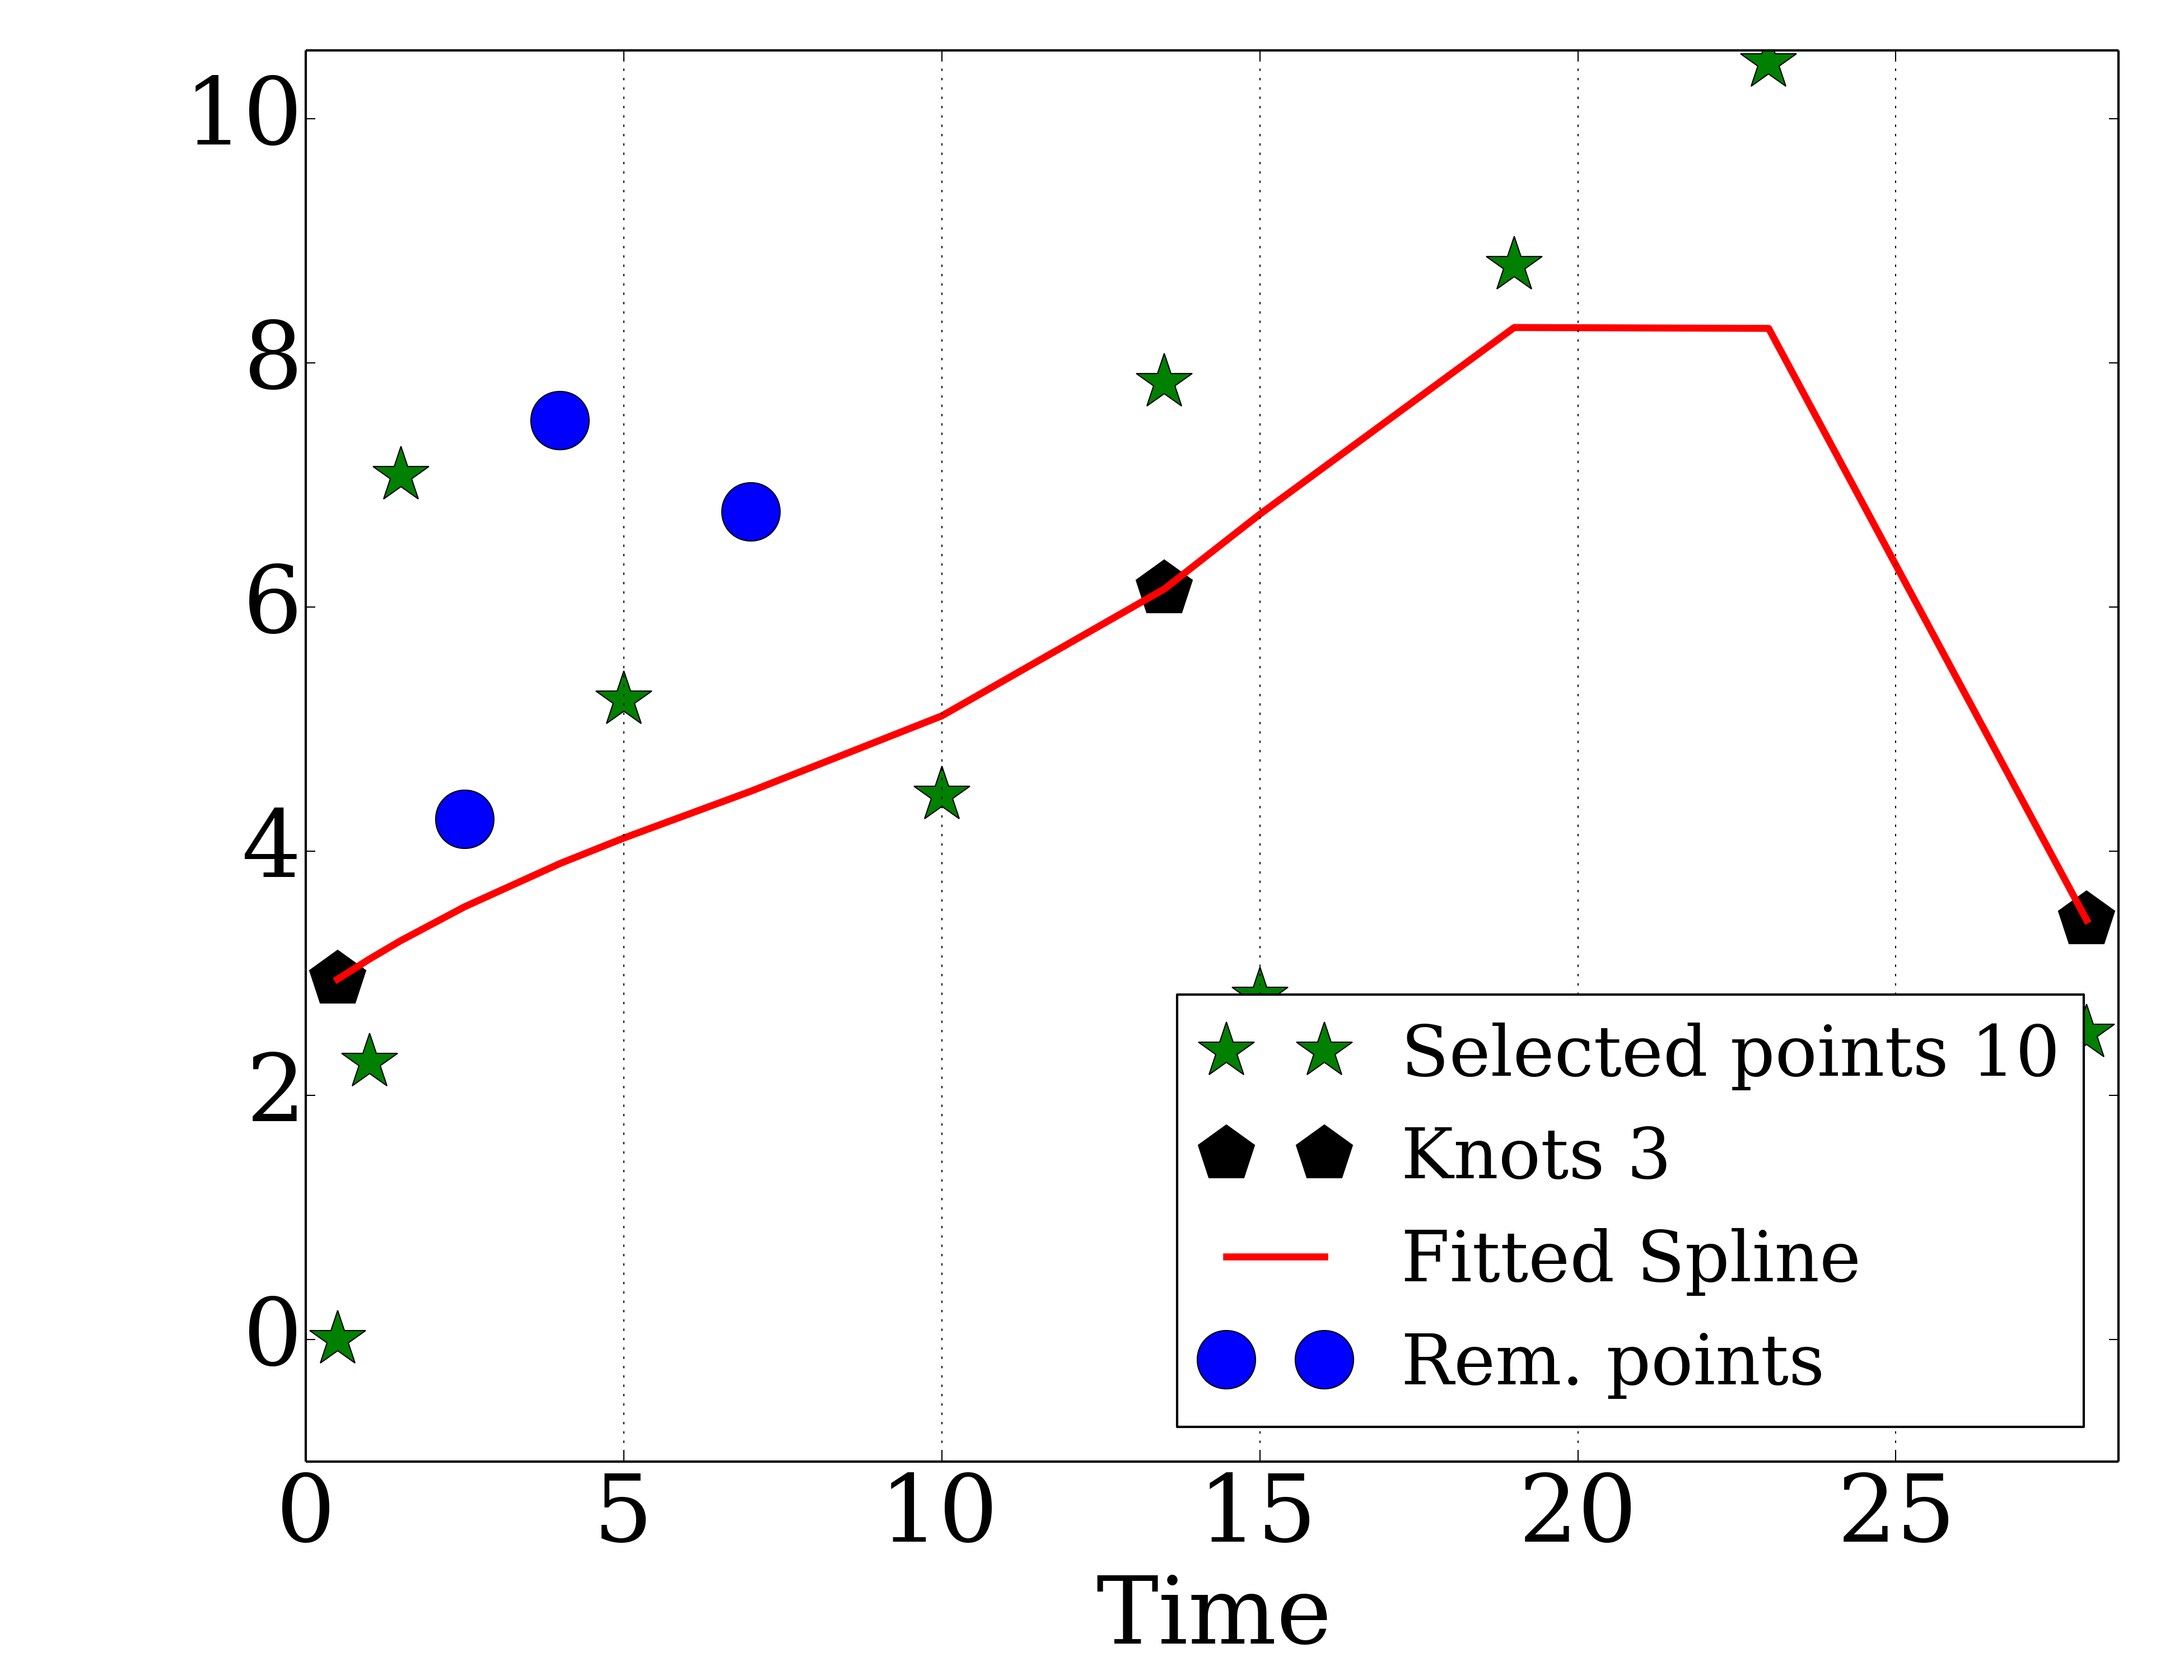 10
8
6
4
2
0
Selected points 10
Knots 3
Fitted Spline
Rem. points
0 5 10 15 20 25
Time